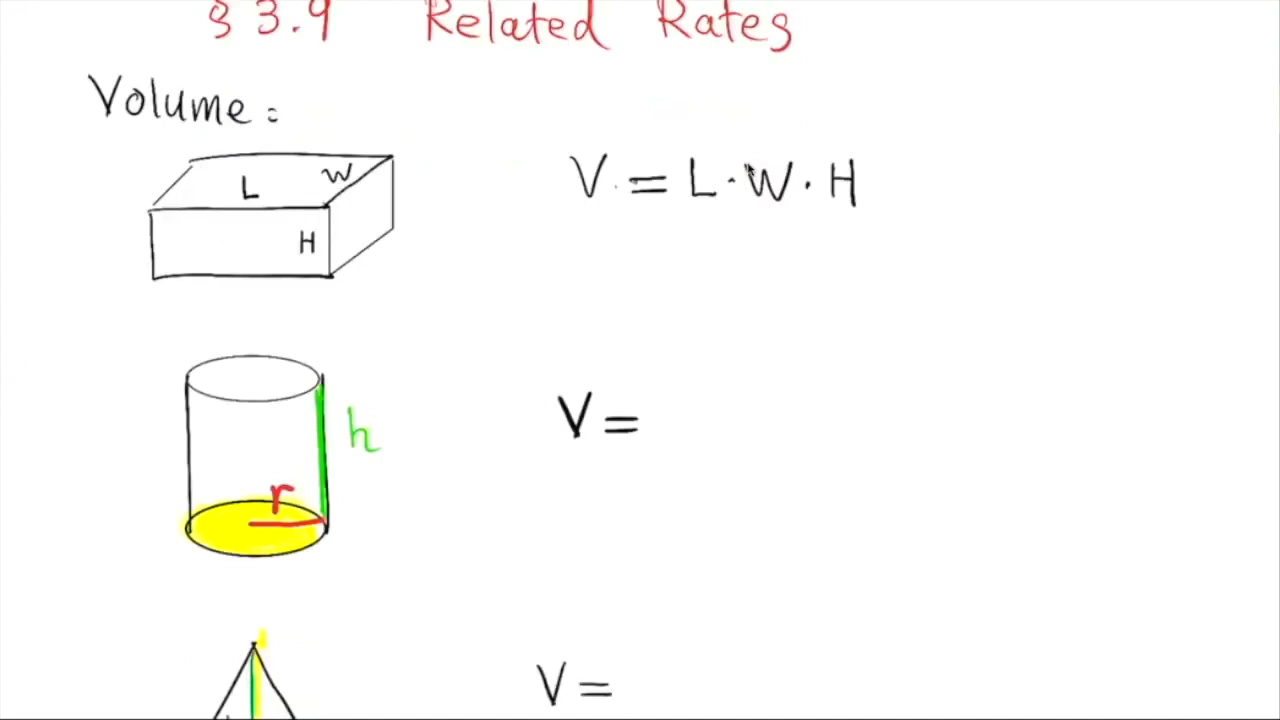 § 3.9 Related Rates
Volume:
L W
H
V = L · W · H
h
r
V =
V =